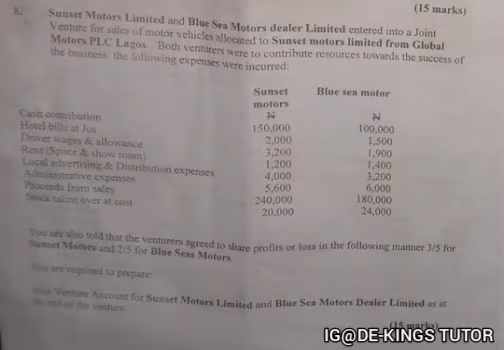 (15 marks)
8. Sunset Motors Limited and Blue Sea Motors dealer Limited entered into a Joint
Venture for sales of motor vehicles allocated to Sunset motors limited from Global
Motors PLC Lagos. Both venturers were to contribute resources towards the success of
the business. the following expenses were incurred:
Sunset motors Blue sea motor
₦ ₦
Cash contribution 150,000 100,000
Hotel bills at Jos 2,000 1,500
Driver wages & allowance 3,200 1,900
Rent (Space & show room) 1,200 1,400
Local advertising & Distribution expenses 4,000 3,200
Administrative expenses 5,600 6,000
Proceeds from sales 240,000 180,000
Stock taken over at cost 20,000 24,000
You are also told that the venturers agreed to share profits or loss in the following manner 3/5 for
Sunset Motors and 2/5 for Blue Seas Motors.
You are required to prepare:
Venture Account for Sunset Motors Limited and Blue Sea Motors Dealer Limited as at
end of the venture.
(15 marks)
IG@DE-KINGS TUTOR